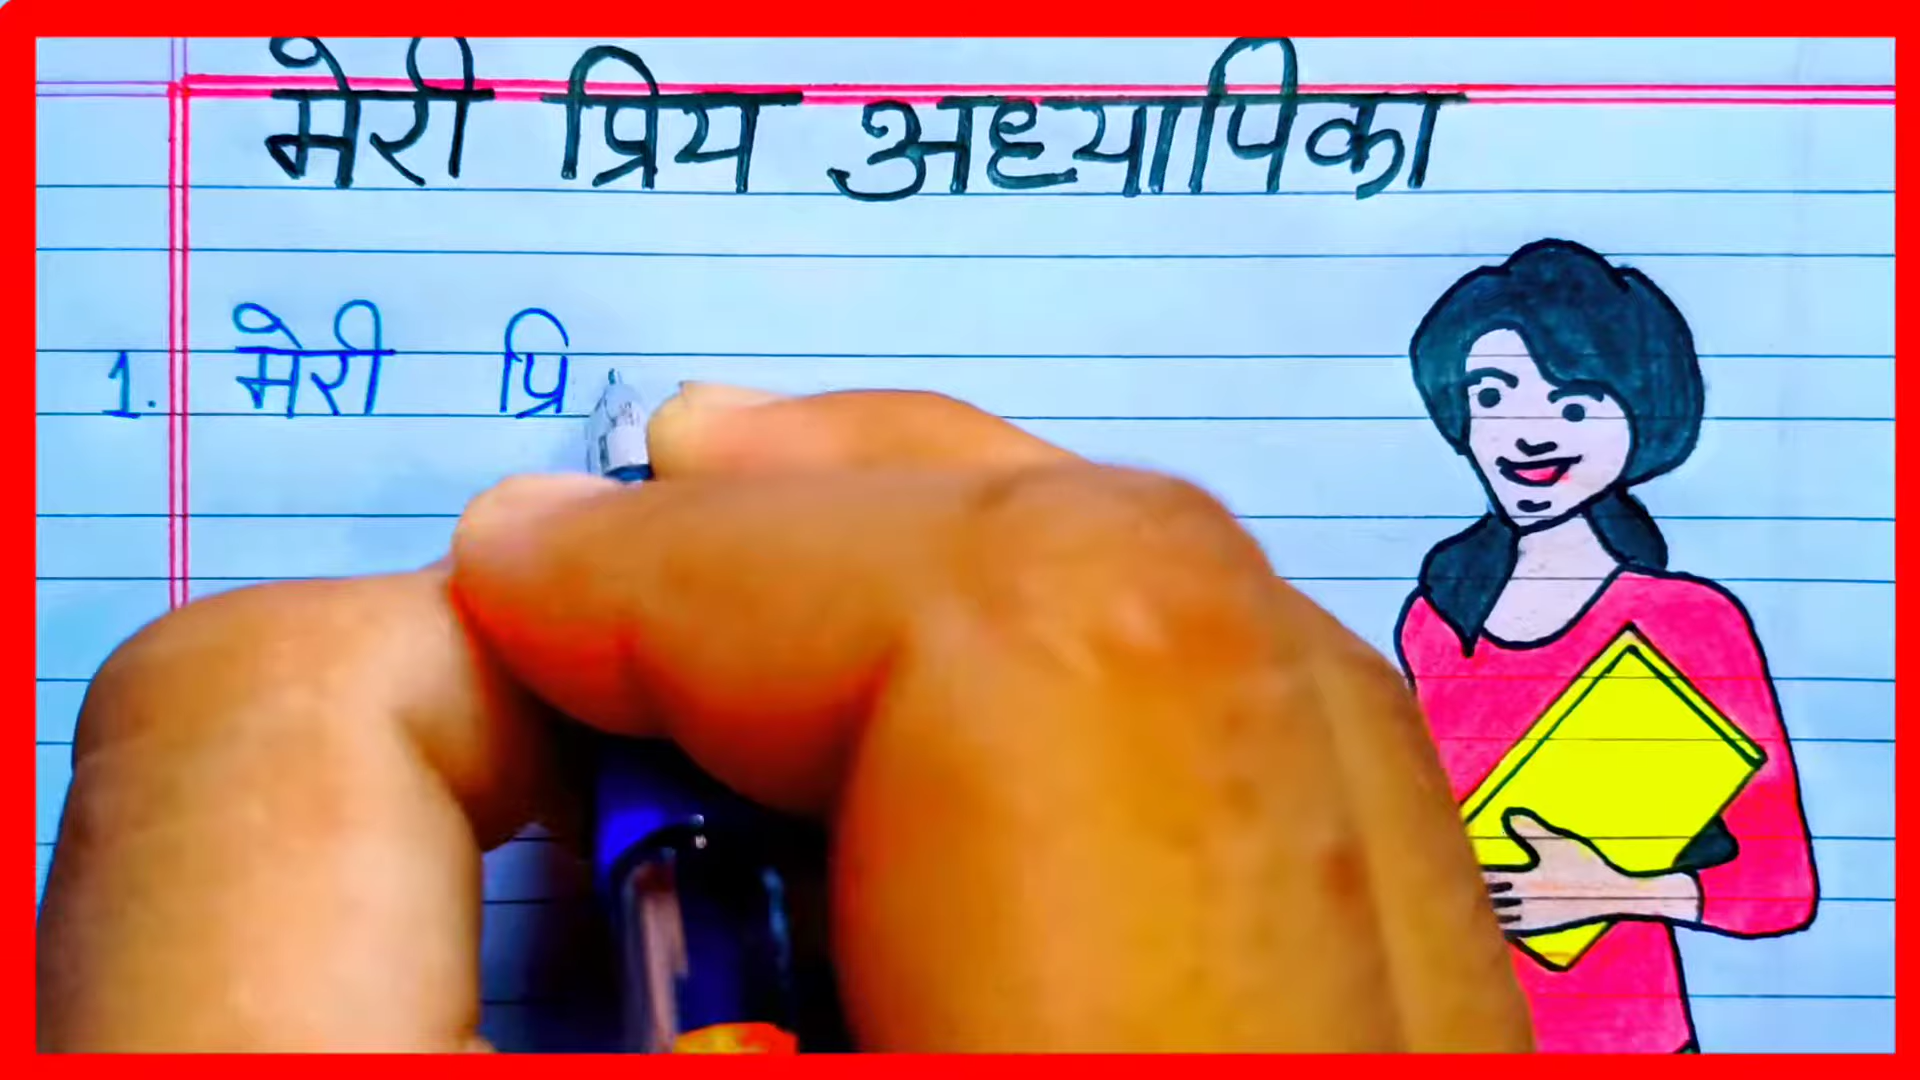 मेरी प्रिय अध्यापिका
1. मेरी प्रि